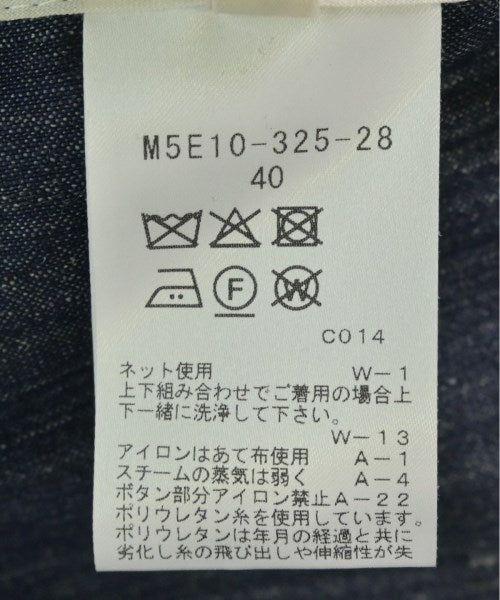 M5E10-325-28
40
F
W
C014
ネット使用 W-1
上下組み合わせでご着用の場合上
下一緒に洗浄して下さい。
W-13
アイロンはあて布使用 A-1
スチームの蒸気は弱く A-4
ボタン部分アイロン禁止A-22
ポリウレタン糸を使用しています。
ポリウレタンは年月の経過と共に
劣化し糸の飛び出しや伸縮性が失